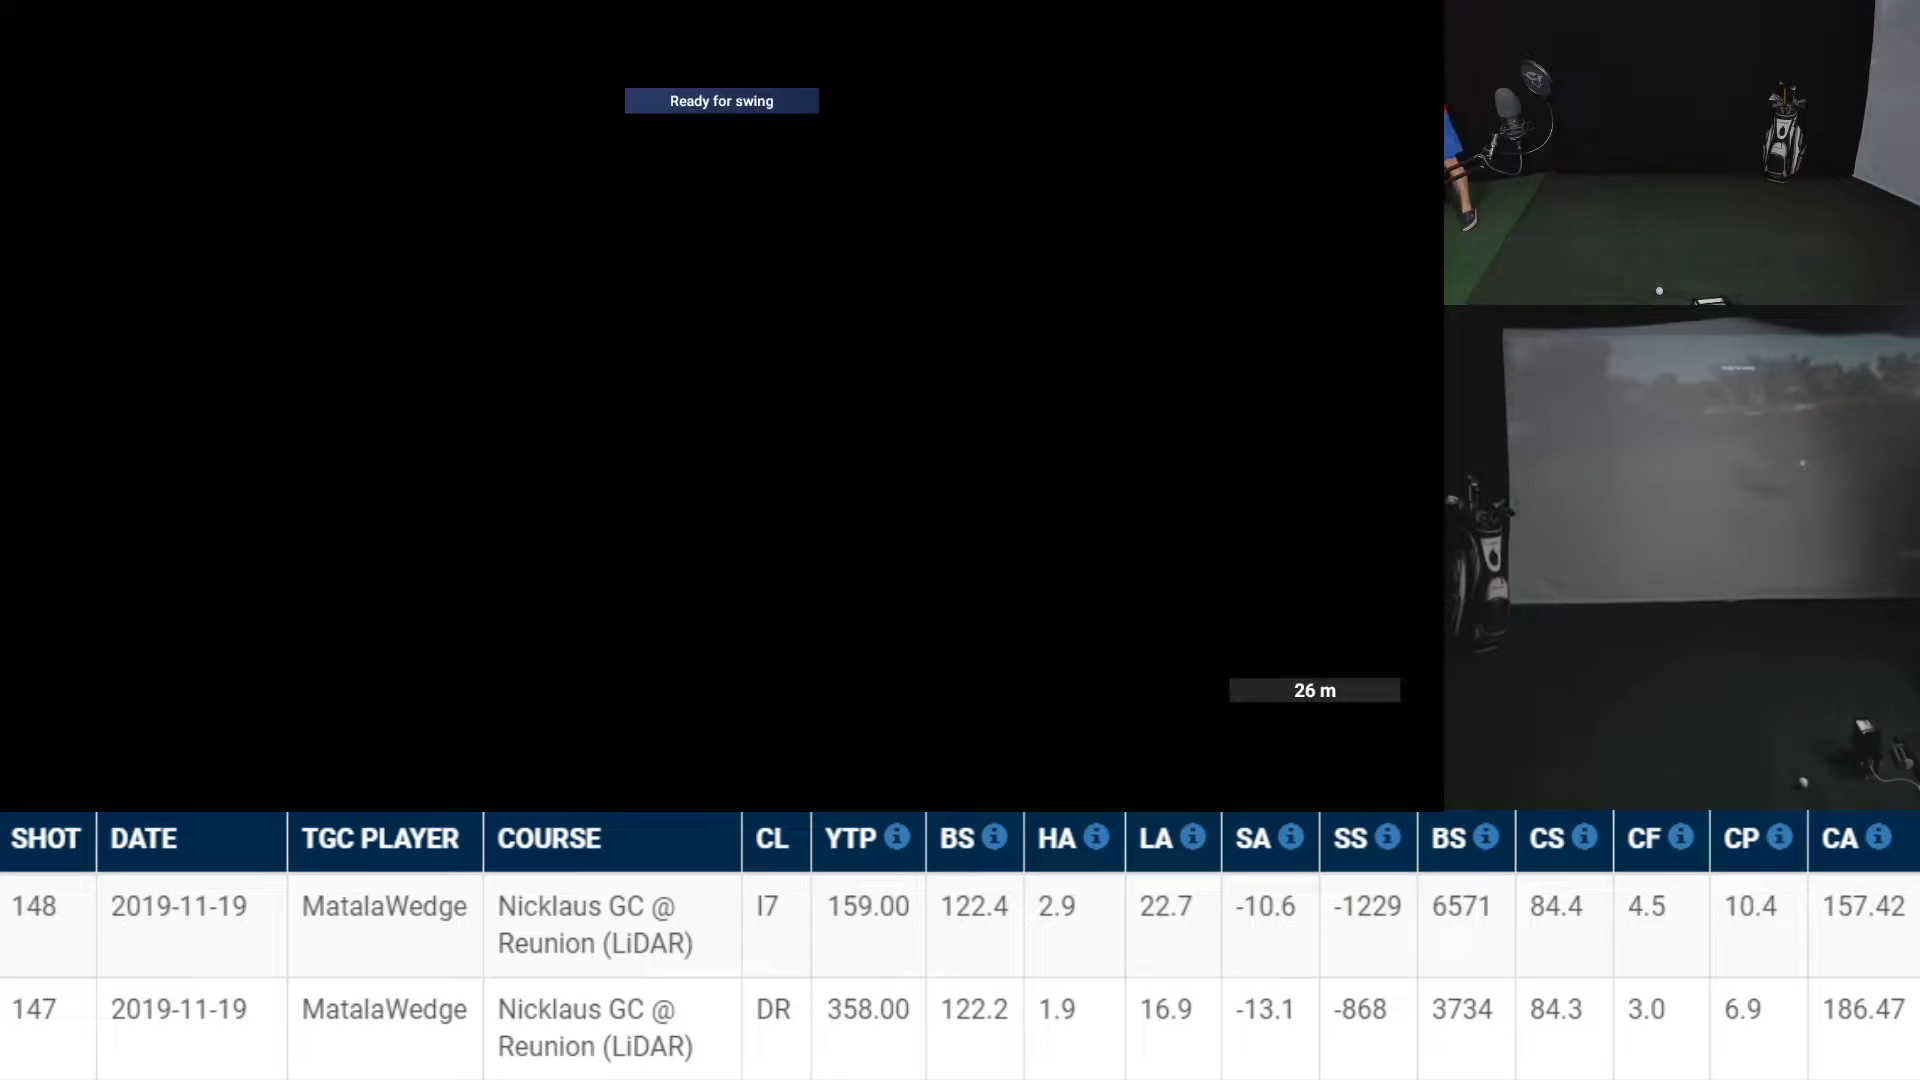 Ready for swing
26 m
SHOT DATE TGC PLAYER COURSE CL YTP BS HA LA SA SS BS CS CF CP CA
148 2019-11-19 MatalaWedge Nicklaus GC @ I7 159.00 122.4 2.9 22.7 -10.6 -1229 6571 84.4 4.5 10.4 157.42
Reunion (LiDAR)
147 2019-11-19 MatalaWedge Nicklaus GC @ DR 358.00 122.2 1.9 16.9 -13.1 -868 3734 84.3 3.0 6.9 186.47
Reunion (LiDAR)